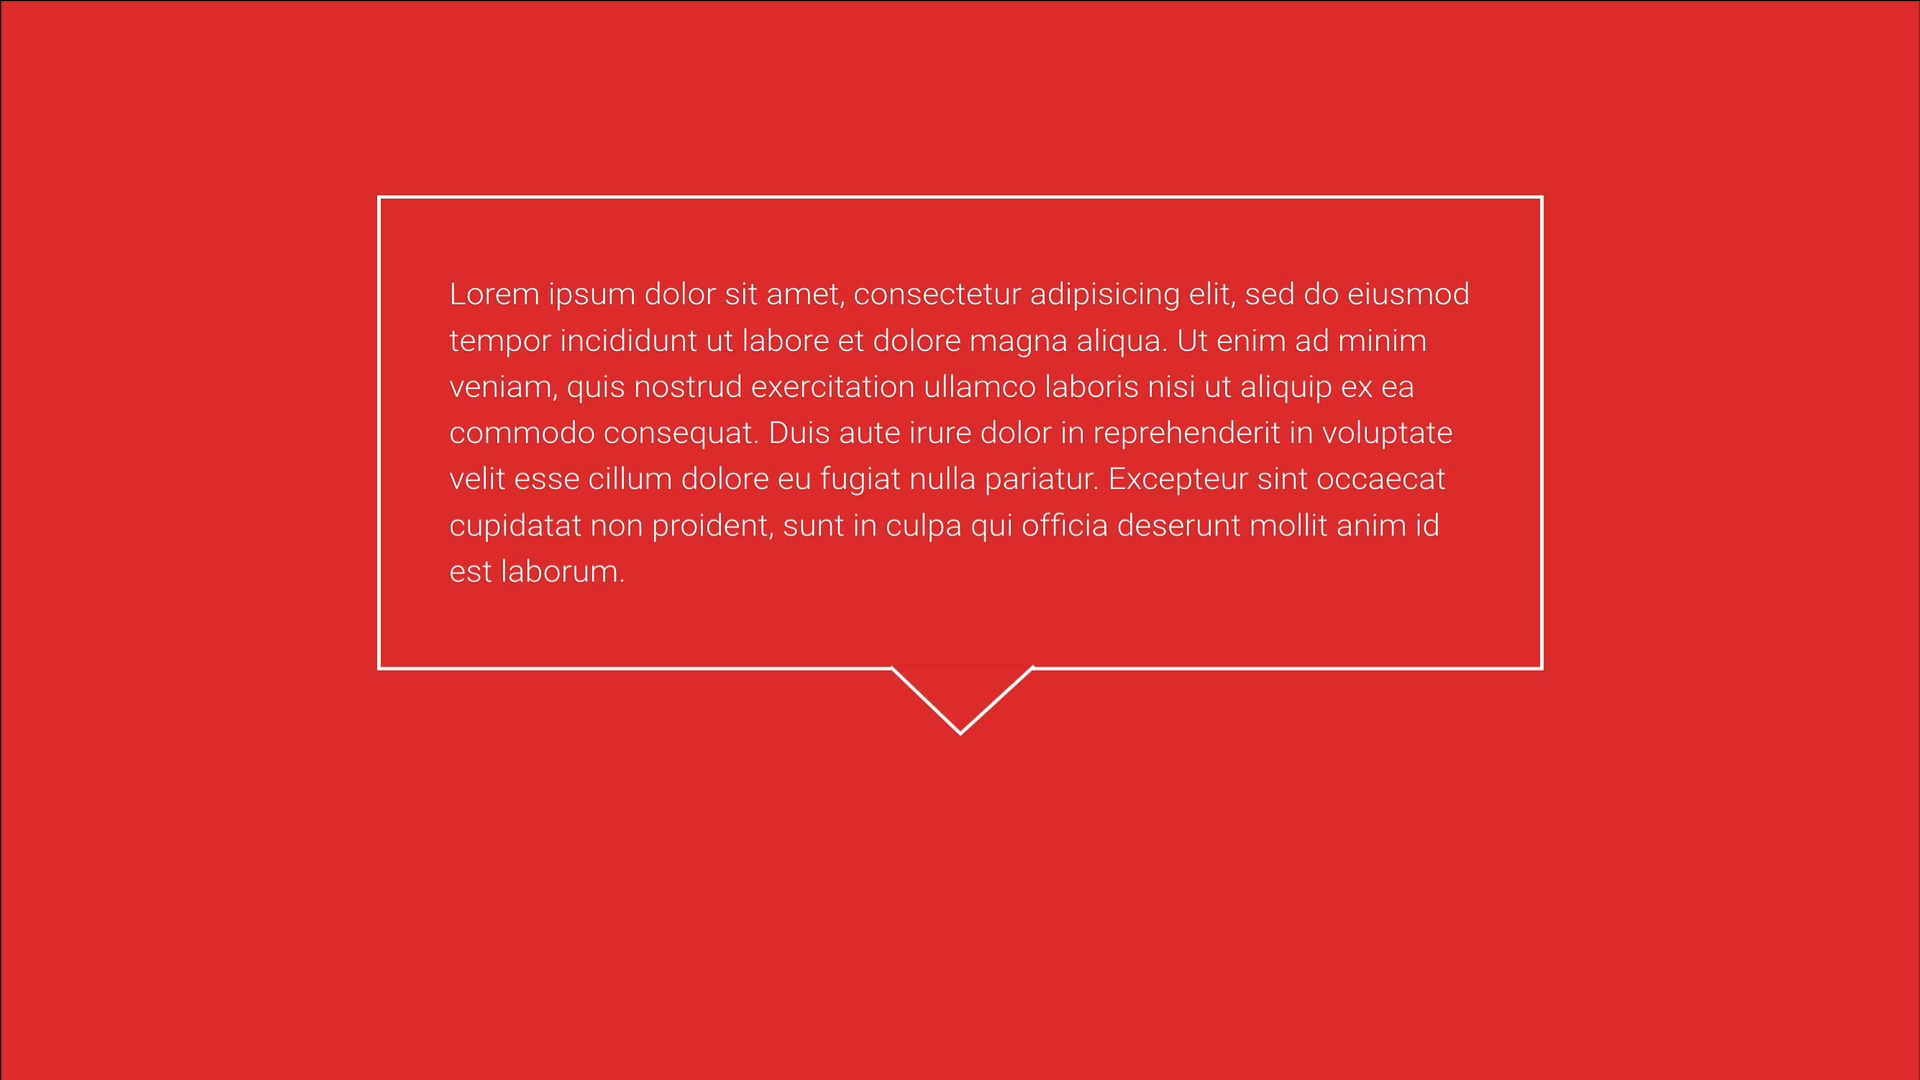 Lorem ipsum dolor sit amet, consectetur adipisicing elit, sed do eiusmod
tempor incididunt ut labore et dolore magna aliqua. Ut enim ad minim
veniam, quis nostrud exercitation ullamco laboris nisi ut aliquip ex ea
commodo consequat. Duis aute irure dolor in reprehenderit in voluptate
velit esse cillum dolore eu fugiat nulla pariatur. Excepteur sint occaecat
cupidatat non proident, sunt in culpa qui officia deserunt mollit anim id
est laborum.